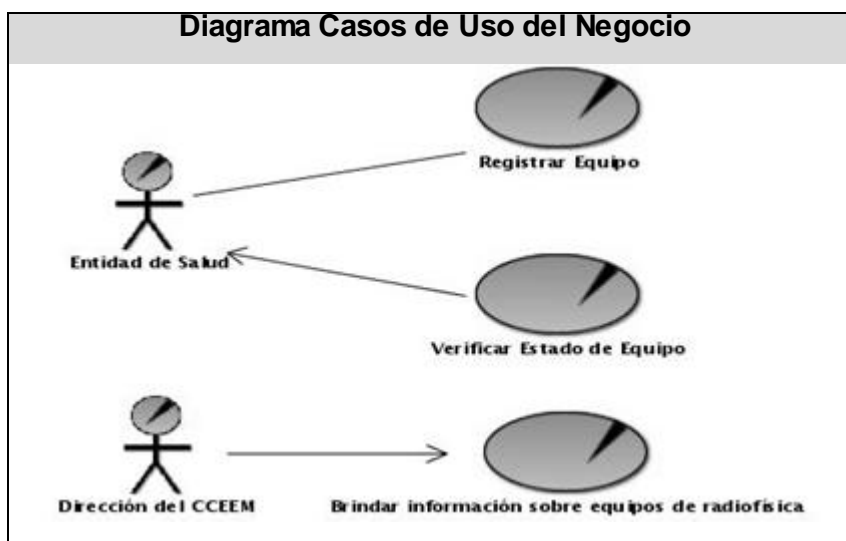 Diagrama Casos de Uso del Negocio
Registrar Equipo
Entidad de Salud
Verificar Estado de Equipo
Dirección del CCEEM
Brindar información sobre equipos de radiofísica